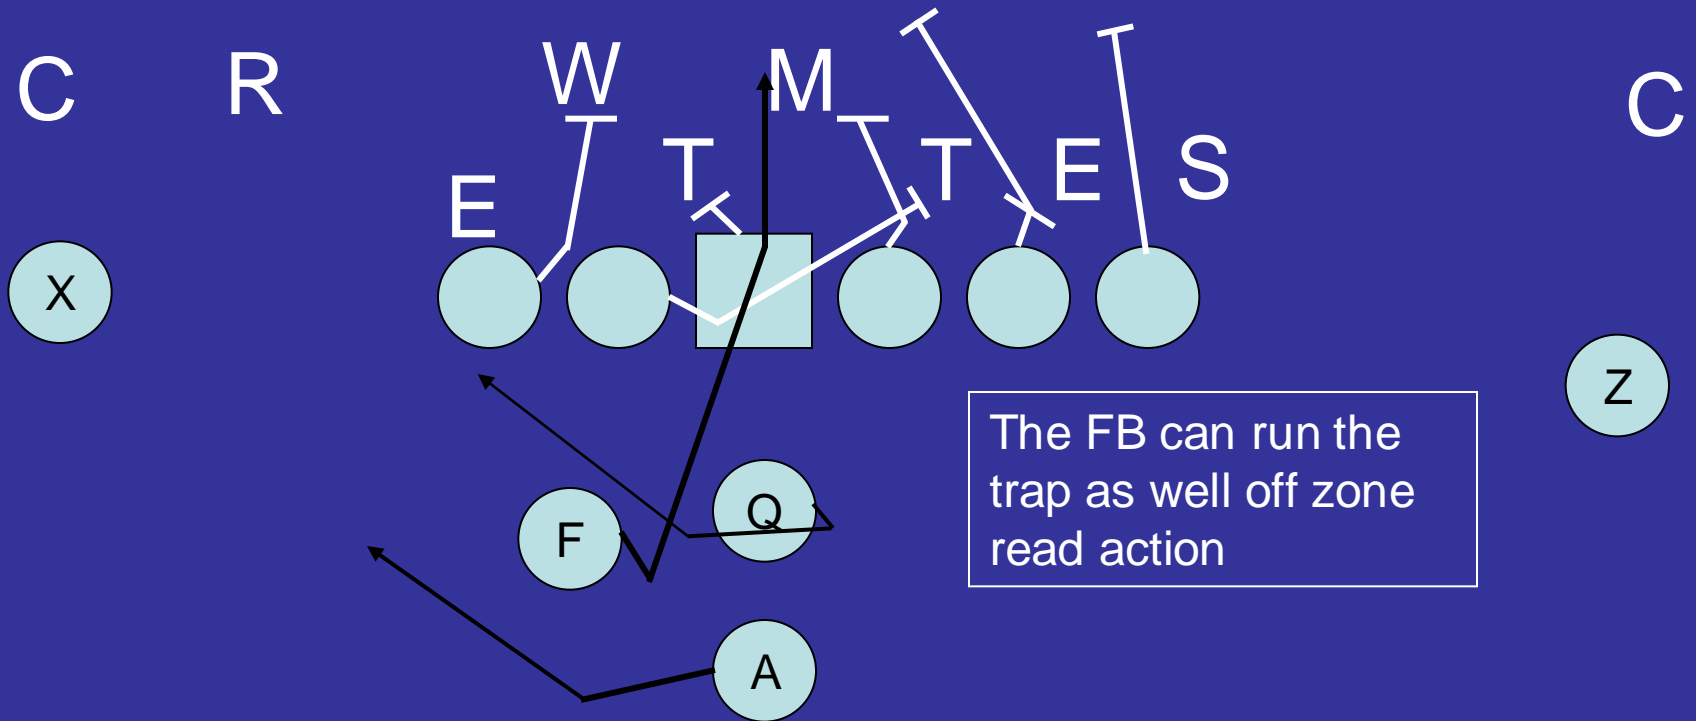 C R W M C
E T T E S
X Z
The FB can run the
trap as well off zone
read action
F Q
A